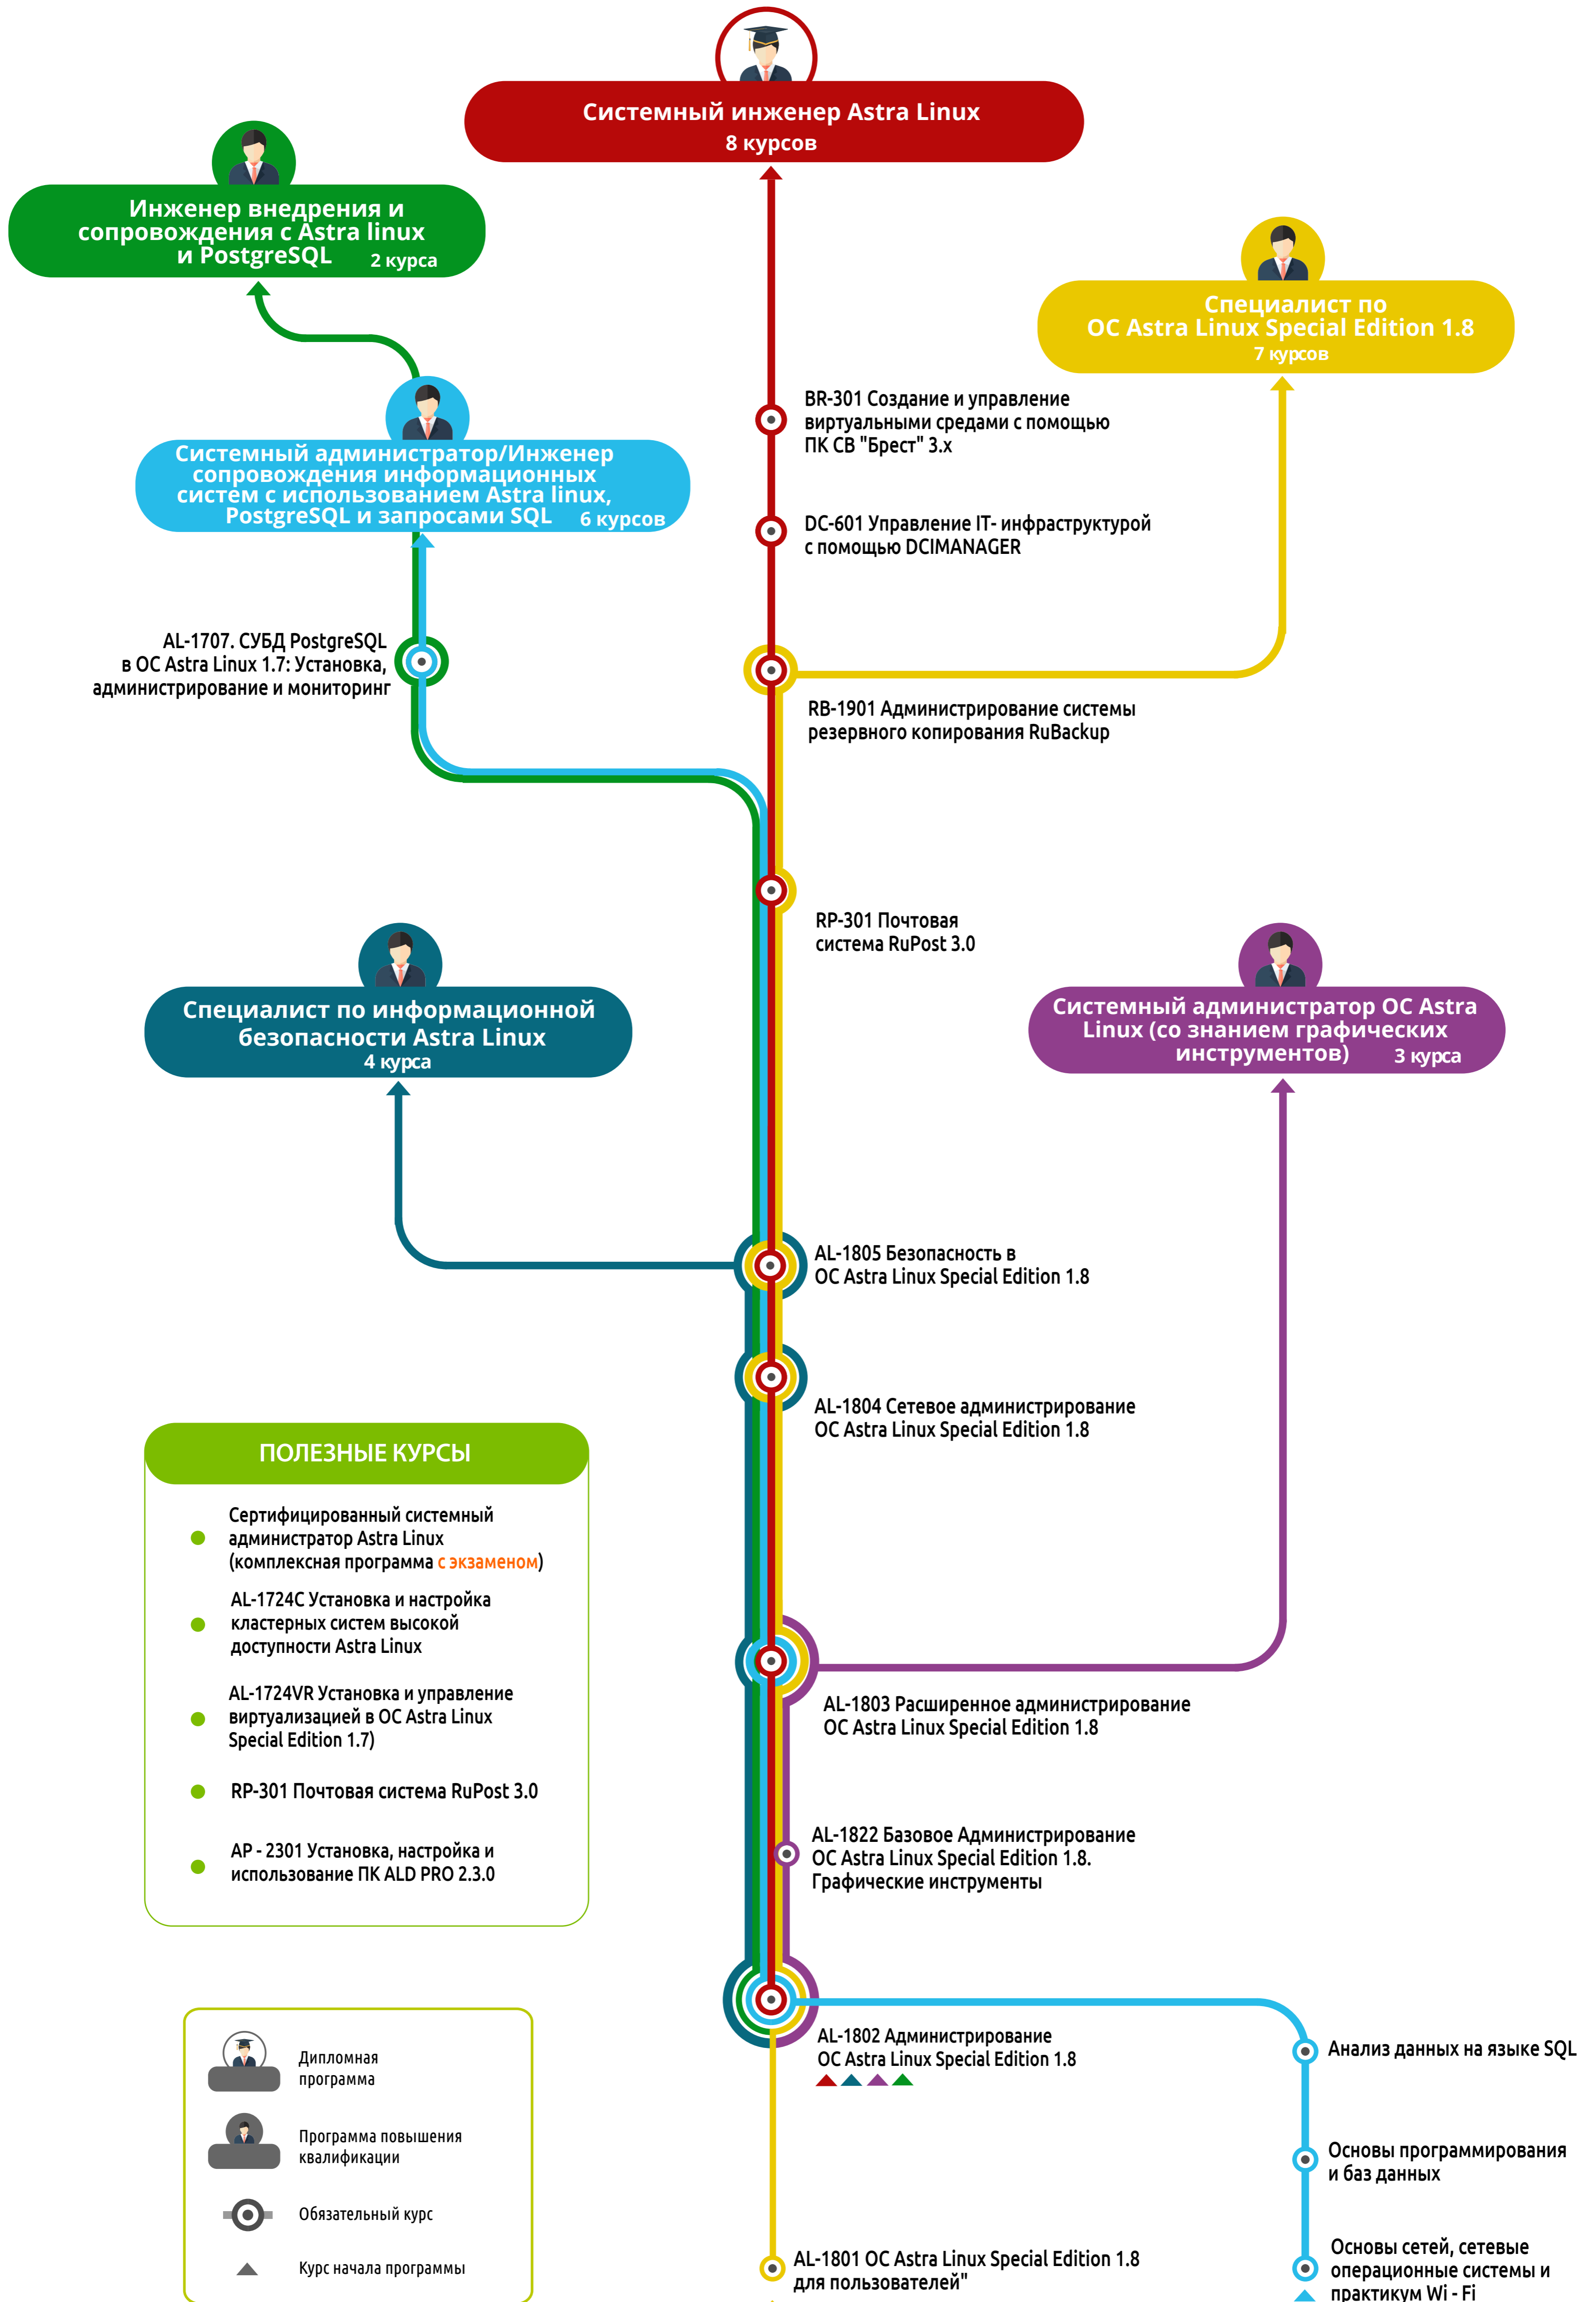 Системный инженер Astra Linux
8 курсов
Инженер внедрения и
сопровождения с Astra linux
и PostgreSQL 2 курса
Специалист по
ОС Astra Linux Special Edition 1.8
7 курсов
Системный администратор/Инженер
сопровождения информационных
систем с использованием Astra linux,
PostgreSQL и запросами SQL 6 курсов
BR-301 Создание и управление
виртуальными средами с помощью
ПК СВ "Брест" 3.x
DC-601 Управление IT- инфраструктурой
с помощью DCIMANAGER
AL-1707. СУБД PostgreSQL
в ОС Astra Linux 1.7: Установка,
администрирование и мониторинг
RB-1901 Администрирование системы
резервного копирования RuBackup
RP-301 Почтовая
система RuPost 3.0
Специалист по информационной
безопасности Astra Linux
4 курса
Системный администратор ОС Astra
Linux (со знанием графических
инструментов) 3 курса
AL-1805 Безопасность в
ОС Astra Linux Special Edition 1.8
AL-1804 Сетевое администрирование
ОС Astra Linux Special Edition 1.8
ПОЛЕЗНЫЕ КУРСЫ
Сертифицированный системный
администратор Astra Linux
(комплексная программа с экзаменом)
AL-1724C Установка и настройка
кластерных систем высокой
доступности Astra Linux
AL-1724VR Установка и управление
виртуализацией в ОС Astra Linux
Special Edition 1.7)
RP-301 Почтовая система RuPost 3.0
AP - 2301 Установка, настройка и
использование ПК ALD PRO 2.3.0
AL-1803 Расширенное администрирование
ОС Astra Linux Special Edition 1.8
AL-1822 Базовое Администрирование
ОС Astra Linux Special Edition 1.8.
Графические инструменты
AL-1802 Администрирование
ОС Astra Linux Special Edition 1.8
Анализ данных на языке SQL
Основы программирования
и баз данных
Основы сетей, сетевые
операционные системы и
практикум Wi - Fi
AL-1801 ОС Astra Linux Special Edition 1.8
для пользователей"
Дипломная
программа
Программа повышения
квалификации
Обязательный курс
Курс начала программы